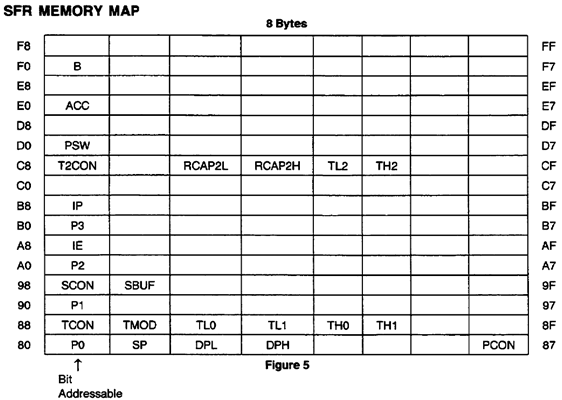 SFR MEMORY MAP
8 Bytes
F8 FF
F0 B F7
E8 EF
E0 ACC E7
D8 DF
D0 PSW D7
C8 T2CON RCAP2L RCAP2H TL2 TH2 CF
C0 C7
B8 IP BF
B0 P3 B7
A8 IE AF
A0 P2 A7
98 SCON SBUF 9F
90 P1 97
88 TCON TMOD TL0 TL1 TH0 TH1 8F
80 P0 SP DPL DPH PCON 87
Figure 5
↑
Bit
Addressable